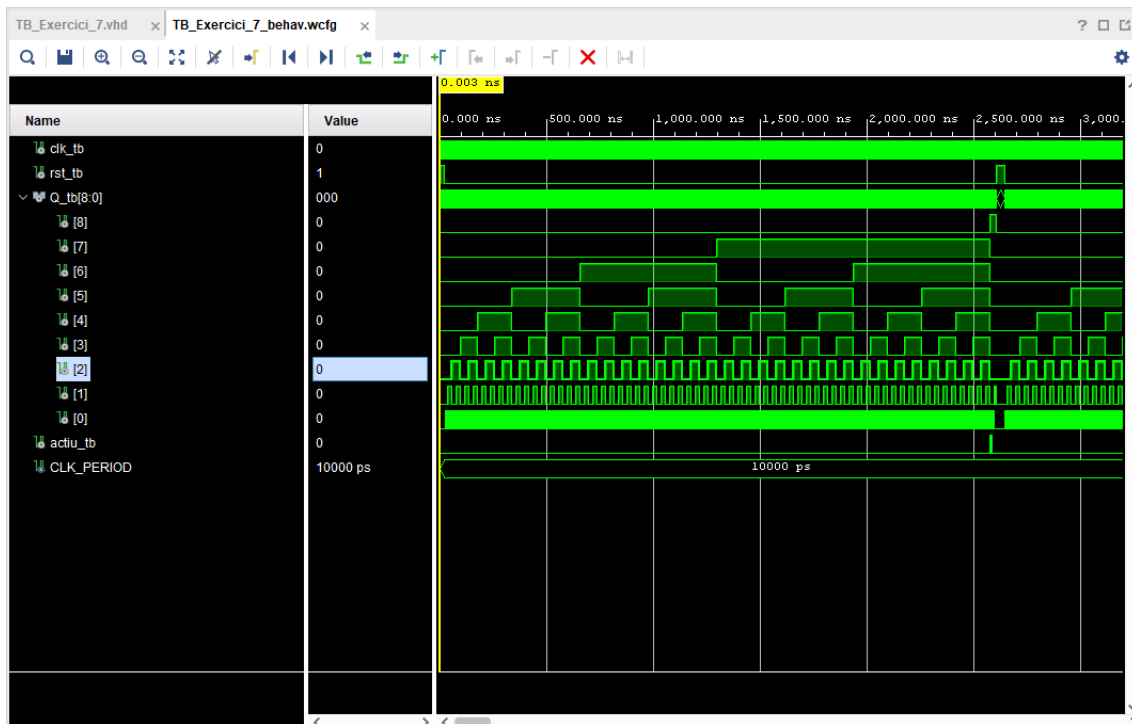 TB_Exercici_7.vhd × TB_Exercici_7_behav.wcfg ×
0.003 ns
Name Value
0.000 ns 500.000 ns 1,000.000 ns 1,500.000 ns 2,000.000 ns 2,500.000 ns 3,000.
clk_tb 0
rst_tb 1
Q_tb[8:0] 000
[8] 0
[7] 0
[6] 0
[5] 0
[4] 0
[3] 0
[2] 0
[1] 0
[0] 0
actiu_tb 0
CLK_PERIOD 10000 ps 10000 ps